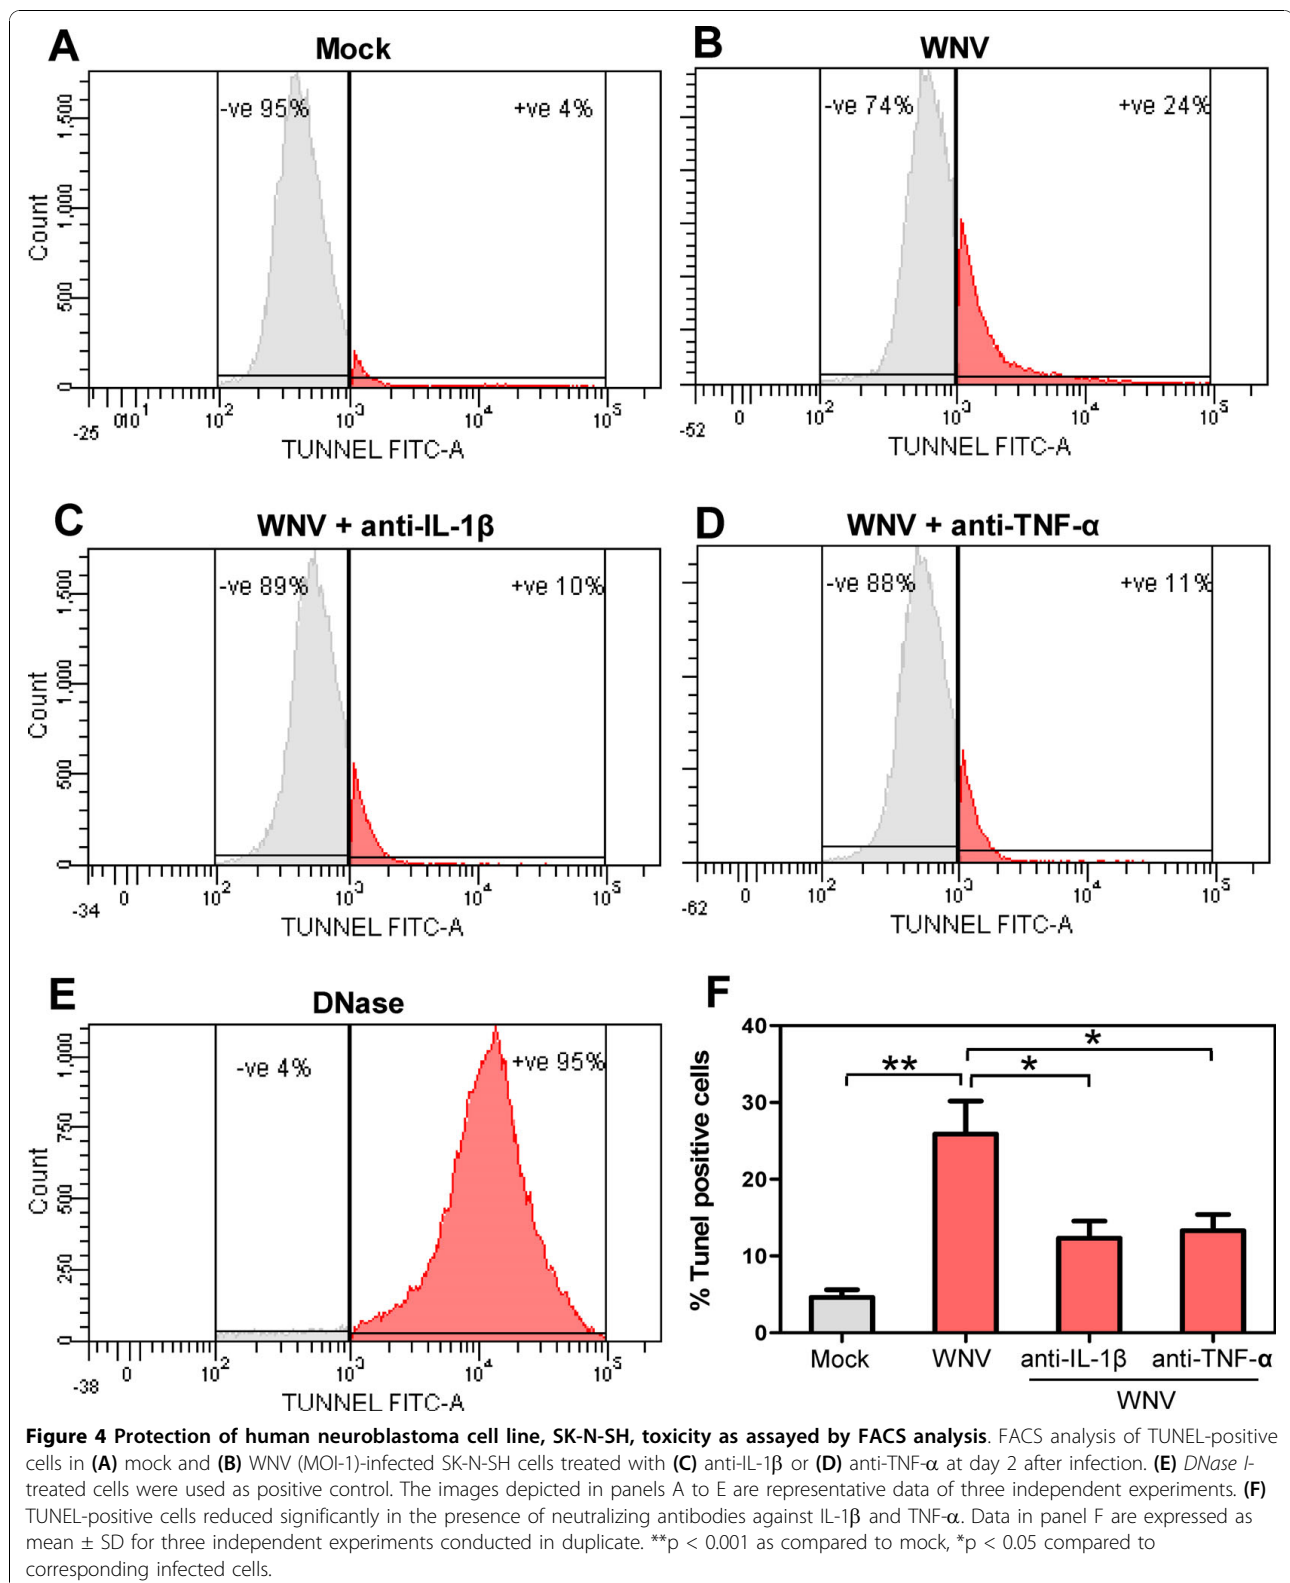 A
Mock
-ve 95%
+ve 4%
Count
0
500
1,000
1,500
-25
0
10^1
10^2
10^3
10^4
10^5
TUNNEL FITC-A
B
WNV
-ve 74%
+ve 24%
-52
0
10^2
10^3
10^4
10^5
TUNNEL FITC-A
C
WNV + anti-IL-1β
-ve 89%
+ve 10%
Count
0
500
1,000
1,500
-34
0
10^2
10^3
10^4
10^5
TUNNEL FITC-A
D
WNV + anti-TNF-α
-ve 88%
+ve 11%
-62
0
10^2
10^3
10^4
10^5
TUNNEL FITC-A
E
DNase
-ve 4%
+ve 95%
Count
0
250
500
750
1,000
-38
0
10^2
10^3
10^4
10^5
TUNNEL FITC-A
F
% Tunel positive cells
40
30
20
10
0
**
*
*
Mock
WNV
anti-IL-1β
anti-TNF-α
WNV
Figure 4 Protection of human neuroblastoma cell line, SK-N-SH, toxicity as assayed by FACS analysis. FACS analysis of TUNEL-positive
cells in (A) mock and (B) WNV (MOI-1)-infected SK-N-SH cells treated with (C) anti-IL-1β or (D) anti-TNF-α at day 2 after infection. (E) DNase I-
treated cells were used as positive control. The images depicted in panels A to E are representative data of three independent experiments. (F)
TUNEL-positive cells reduced significantly in the presence of neutralizing antibodies against IL-1β and TNF-α. Data in panel F are expressed as
mean ± SD for three independent experiments conducted in duplicate. **p < 0.001 as compared to mock, *p < 0.05 compared to
corresponding infected cells.